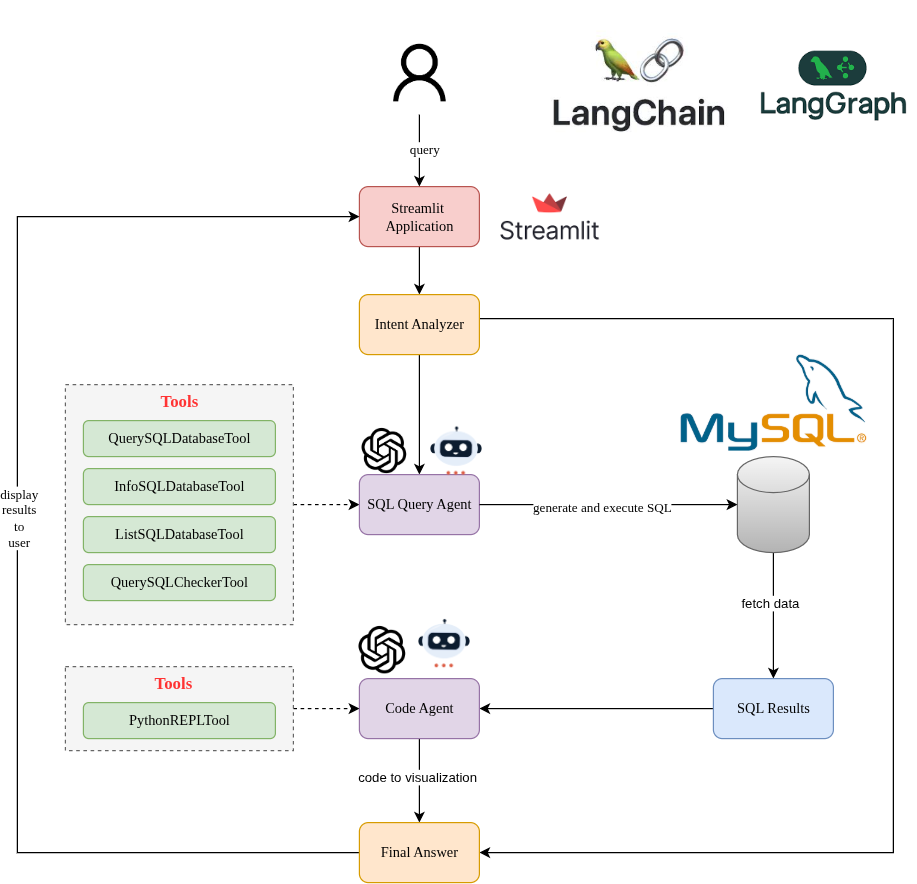 LangChain
LangGraph
query
Streamlit
Application
Streamlit
Intent Analyzer
MySQL®
Tools
QuerySQLDatabaseTool
InfoSQLDatabaseTool
ListSQLDatabaseTool
QuerySQLCheckerTool
display
results
to
user
SQL Query Agent
generate and execute SQL
fetch data
Tools
PythonREPLTool
Code Agent
SQL Results
code to visualization
Final Answer